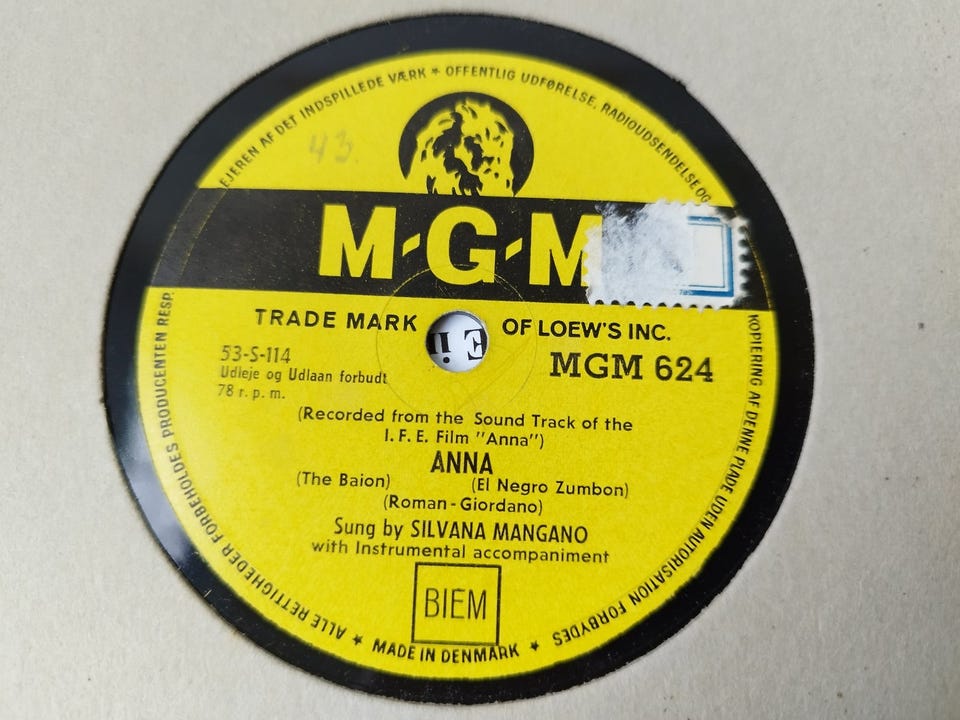 EJEREN AF DET INDSPILLEDE VÆRK * OFFENTLIG UDFØRELSE, RADIOUDSENDELSE OG
KOPIERING AF DENNE PLADE UDEN AUTORISATION FORBYDES
43.
M-G-M
TRADE MARK OF LOEW'S INC.
53-S-114
MGM 624
Udleje og Udlaan forbudt
78 r. p. m.
(Recorded from the Sound Track of the
I. F. E. Film "Anna")
ANNA
(The Baion) (El Negro Zumbon)
(Roman-Giordano)
Sung by SILVANA MANGANO
with Instrumental accompaniment
BIEM
* MADE IN DENMARK *
ALLE RETTIGHEDER FORBEHOLDES PRODUCENTEN RESP.